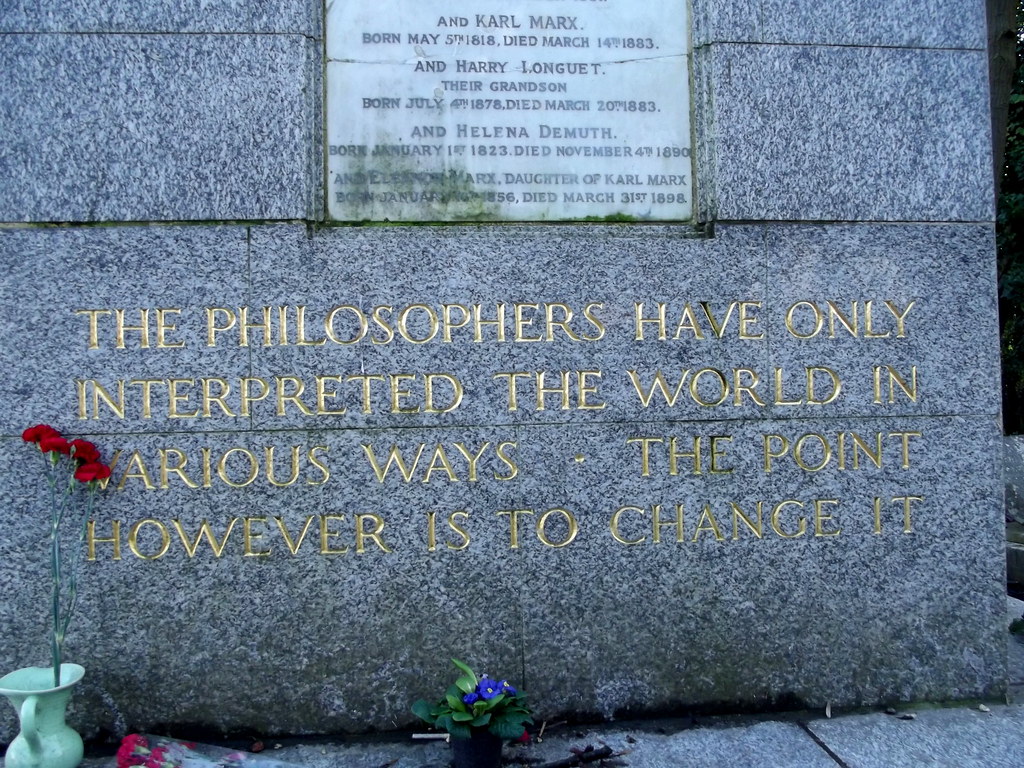 AND KARL MARX.
BORN MAY 5TH 1818, DIED MARCH 14TH 1883.
AND HARRY LONGUET.
THEIR GRANDSON
BORN JULY 4TH 1878, DIED MARCH 20TH 1883.
AND HELENA DEMUTH.
BORN JANUARY 1ST 1823. DIED NOVEMBER 4TH 1890
AND ELEANOR MARX, DAUGHTER OF KARL MARX
BORN JANUARY 1856, DIED MARCH 31ST 1898.
THE PHILOSOPHERS HAVE ONLY
INTERPRETED THE WORLD IN
VARIOUS WAYS · THE POINT
HOWEVER IS TO CHANGE IT